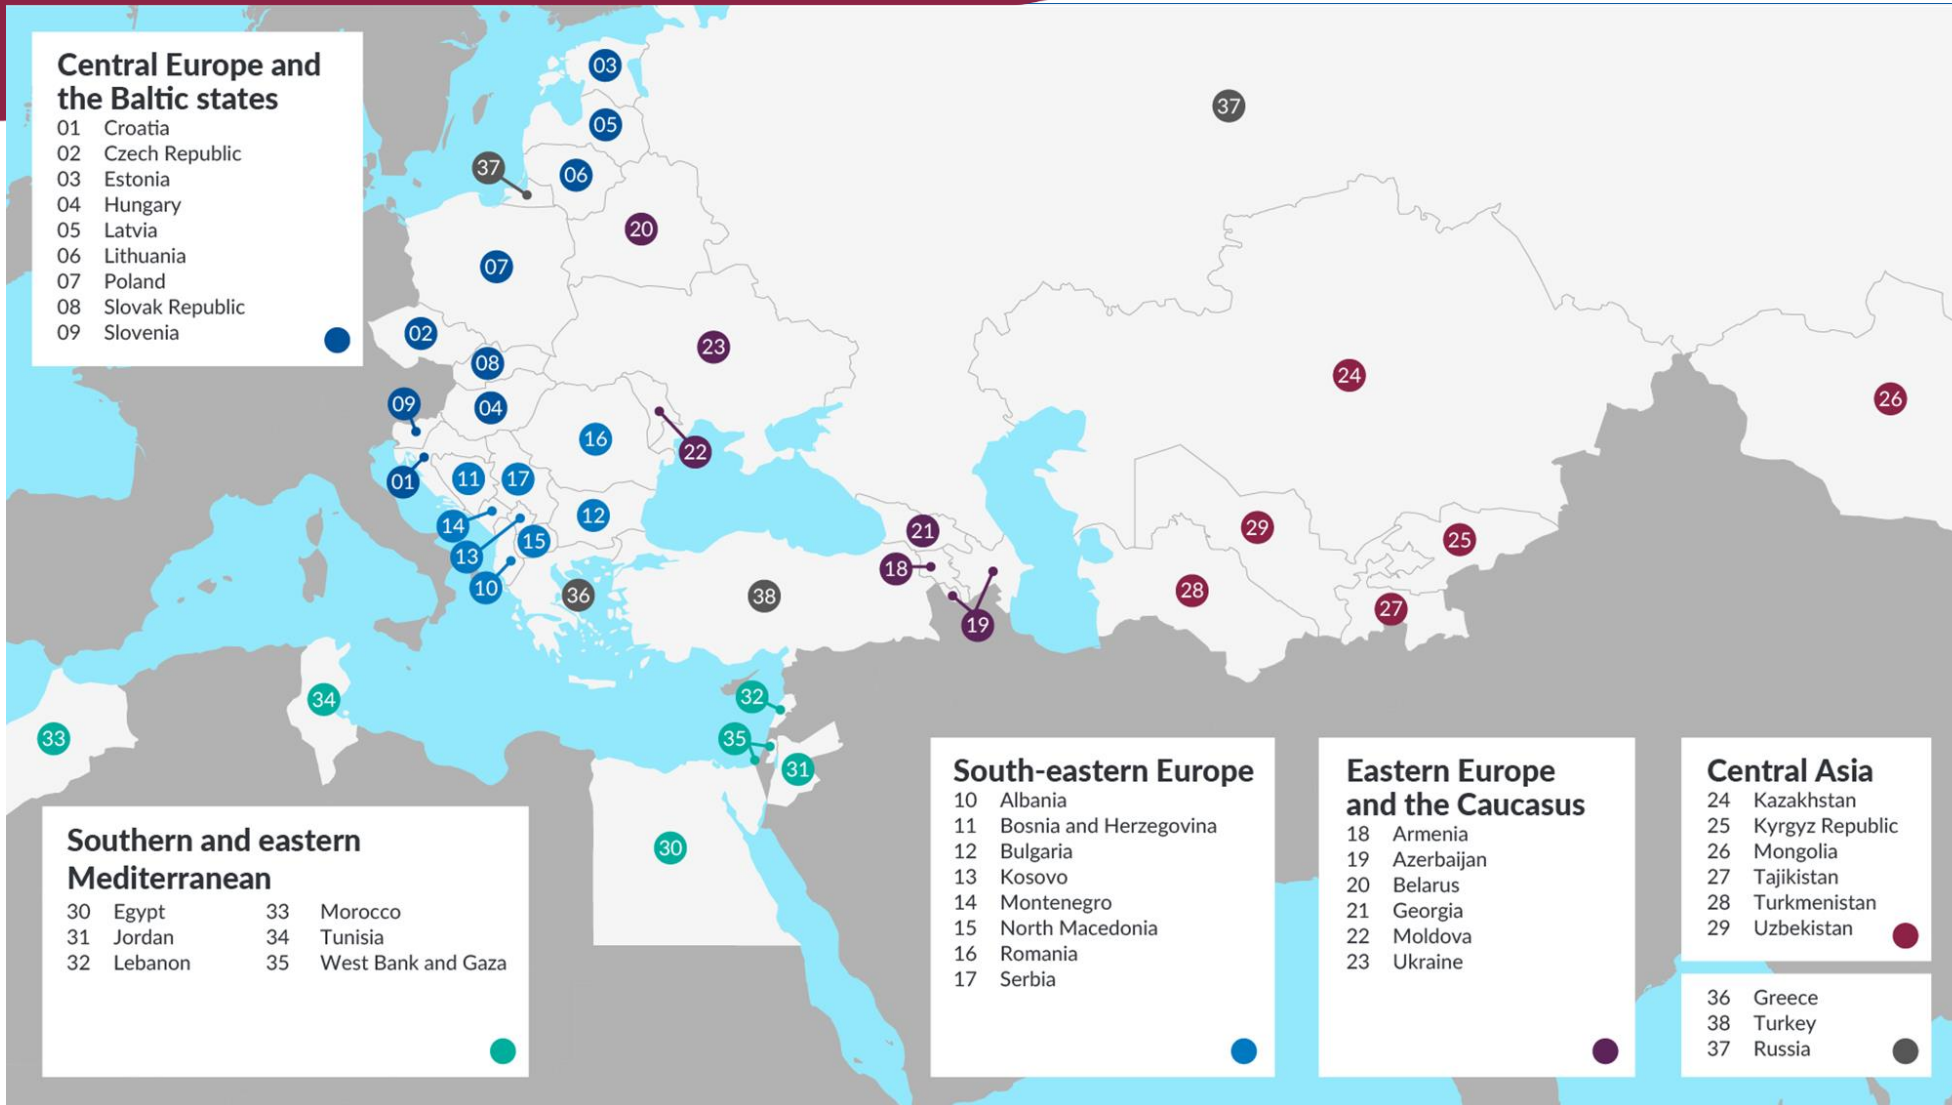 Central Europe and
the Baltic states
01 Croatia
02 Czech Republic
03 Estonia
04 Hungary
05 Latvia
06 Lithuania
07 Poland
08 Slovak Republic
09 Slovenia
03
05
37
06
20
07
02
08
23
09
04
16
22
01
11
17
14
12
13
15
10
36
38
21
18
19
37
24
26
29
25
28
27
34
33
32
35
31
30
Southern and eastern
Mediterranean
30 Egypt 33 Morocco
31 Jordan 34 Tunisia
32 Lebanon 35 West Bank and Gaza
South-eastern Europe
10 Albania
11 Bosnia and Herzegovina
12 Bulgaria
13 Kosovo
14 Montenegro
15 North Macedonia
16 Romania
17 Serbia
Eastern Europe
and the Caucasus
18 Armenia
19 Azerbaijan
20 Belarus
21 Georgia
22 Moldova
23 Ukraine
Central Asia
24 Kazakhstan
25 Kyrgyz Republic
26 Mongolia
27 Tajikistan
28 Turkmenistan
29 Uzbekistan
36 Greece
38 Turkey
37 Russia